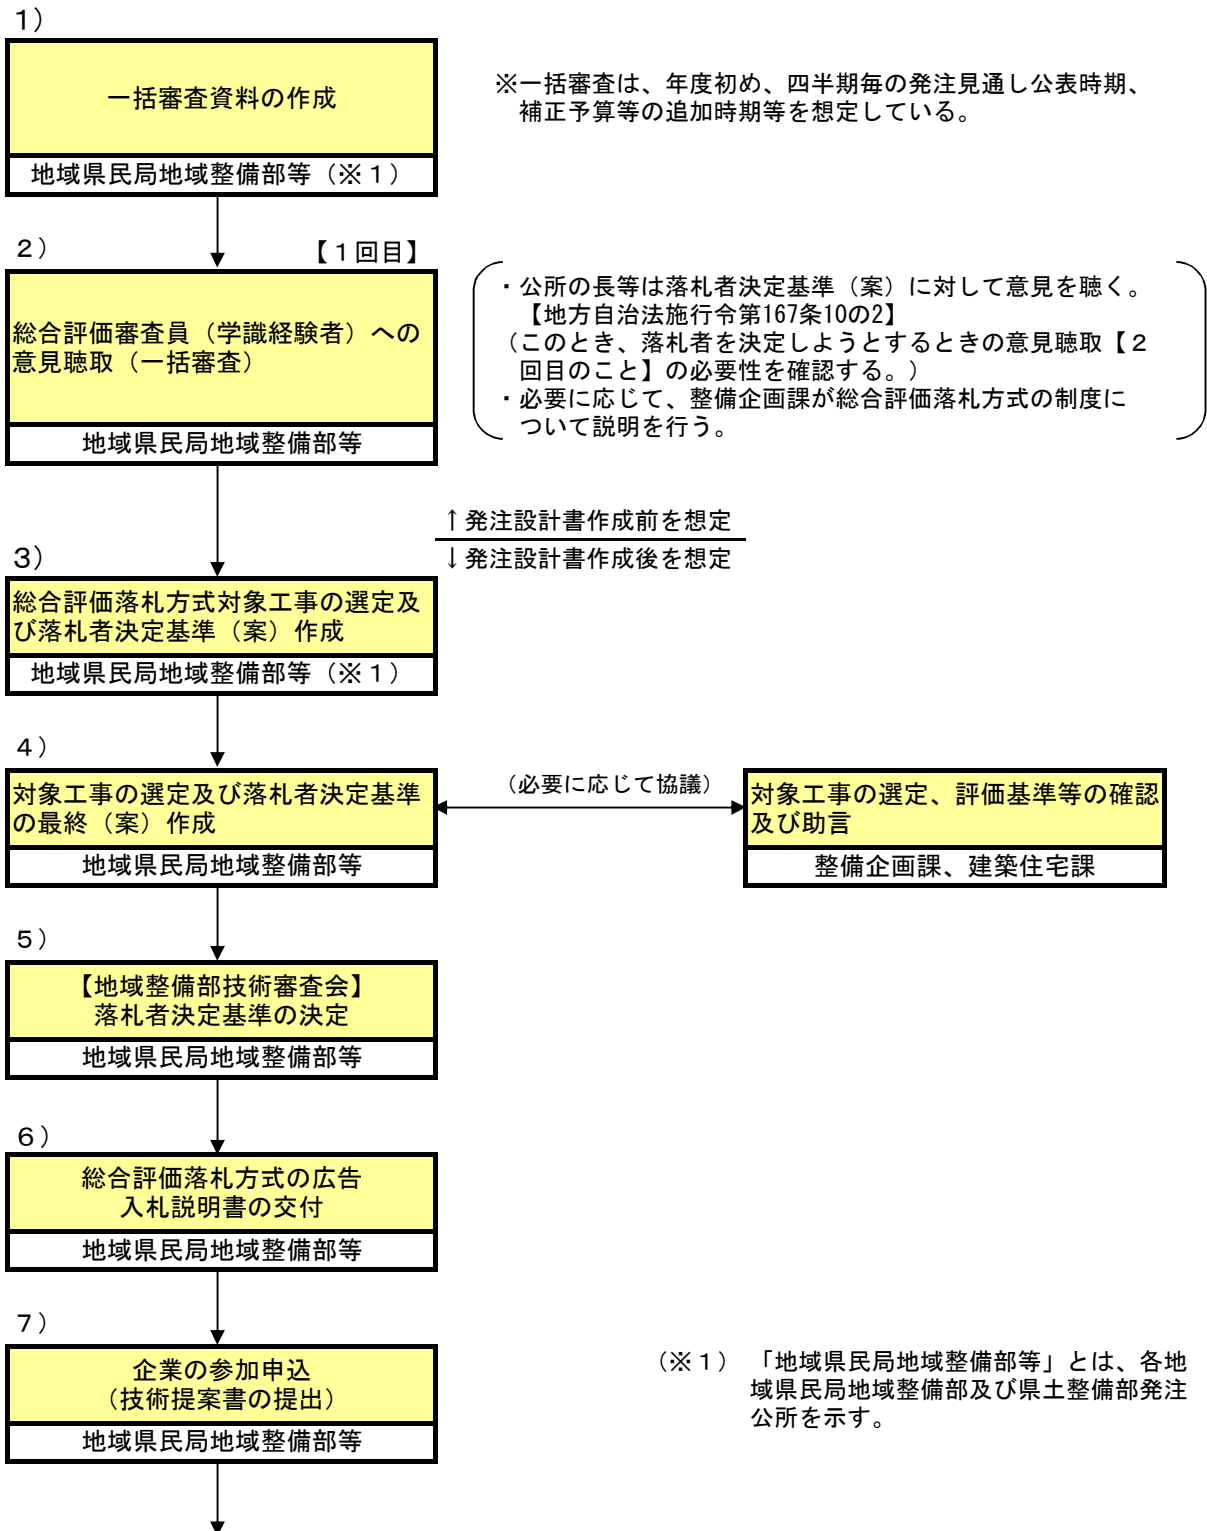 １）
一括審査資料の作成
地域県民局地域整備部等（※１）
※一括審査は、年度初め、四半期毎の発注見通し公表時期、
補正予算等の追加時期等を想定している。
２）
【１回目】
総合評価審査員（学識経験者）への
意見聴取（一括審査）
地域県民局地域整備部等
・公所の長等は落札者決定基準（案）に対して意見を聴く。
【地方自治法施行令第167条10の2】
（このとき、落札者を決定しようとするときの意見聴取【２
回目のこと】の必要性を確認する。）
・必要に応じて、整備企画課が総合評価落札方式の制度に
ついて説明を行う。
↑発注設計書作成前を想定
↓発注設計書作成後を想定
３）
総合評価落札方式対象工事の選定及
び落札者決定基準（案）作成
地域県民局地域整備部等（※１）
４）
対象工事の選定及び落札者決定基準
の最終（案）作成
地域県民局地域整備部等
（必要に応じて協議）
対象工事の選定、評価基準等の確認
及び助言
整備企画課、建築住宅課
５）
【地域整備部技術審査会】
落札者決定基準の決定
地域県民局地域整備部等
６）
総合評価落札方式の広告
入札説明書の交付
地域県民局地域整備部等
７）
企業の参加申込
（技術提案書の提出）
地域県民局地域整備部等
（※１）　「地域県民局地域整備部等」とは、各地
域県民局地域整備部及び県土整備部発注
公所を示す。